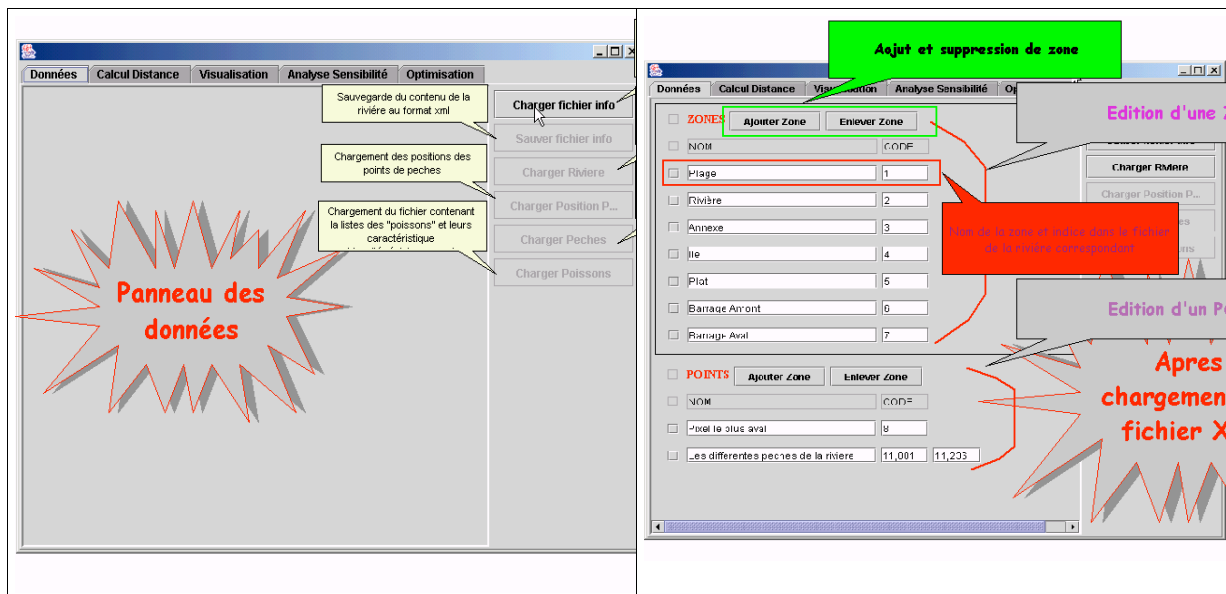 Données Calcul Distance Visualisation Analyse Sensibilité Optimisation
Sauvegarde du contenu de la
riviére au format xml
Chargement des positions des
points de peches
Chargement du fichier contenant
la listes des "poissons" et leurs
caractéristique
Charger fichier info
Sauver fichier info
Charger Riviere
Charger Position P...
Charger Peches
Charger Poissons
Panneau des
données
Aojut et suppression de zone
Données Calcul Distance Analyse Sensibilité
ZONES Ajouter Zone Enlever Zone
NOM CODE
Plage 1
Rivière 2
Annexe 3
Ile 4
Plat 5
Barrage Amont 6
Barrage Aval 7
Edition d'une
Charger Riviere
Charger Position P...
Nom de la zone et indice dans le fichier
de la rivière correspondant
Edition d'un
POINTS Ajouter Zone Enlever Zone
NOM CODE
Pixel le plus aval 8
Les differentes peches de la riviere 11,001 11,206
Apres
chargemen
fichier X